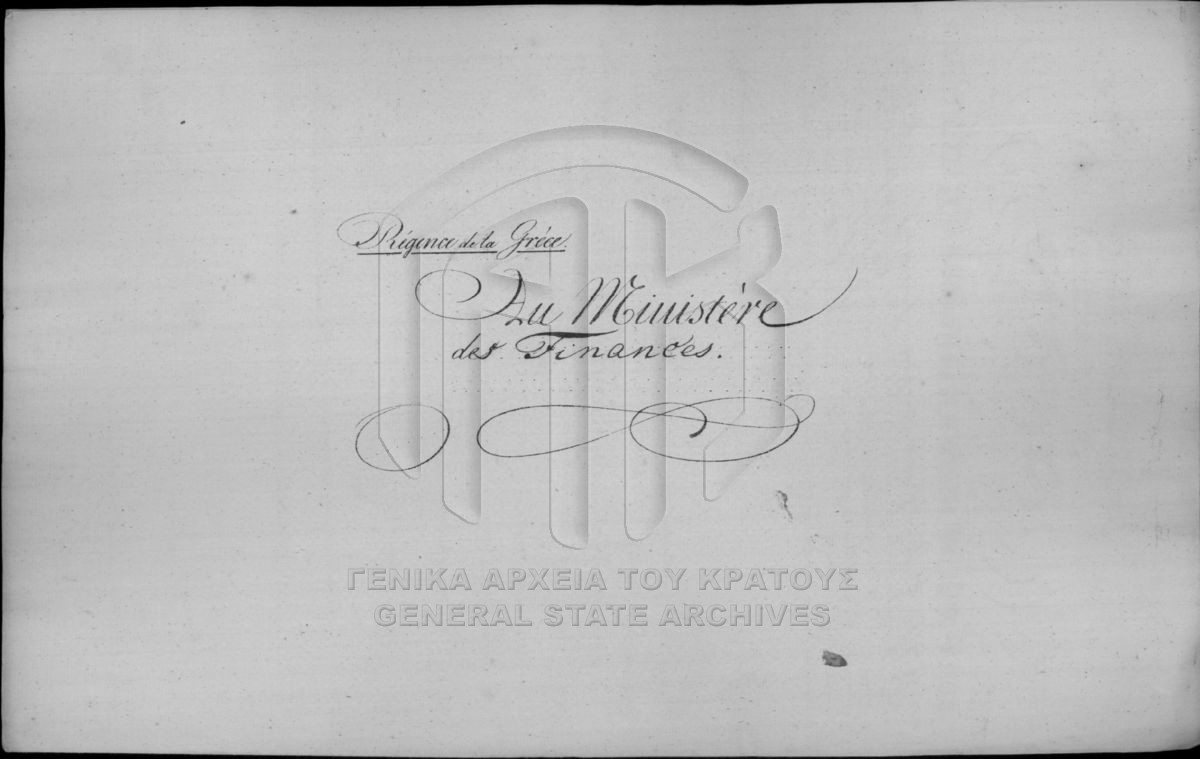 Régence de la Grèce.
Au Ministère
des Finances.
ΓΕΝΙΚΑ ΑΡΧΕΙΑ ΤΟΥ ΚΡΑΤΟΥΣ
GENERAL STATE ARCHIVES